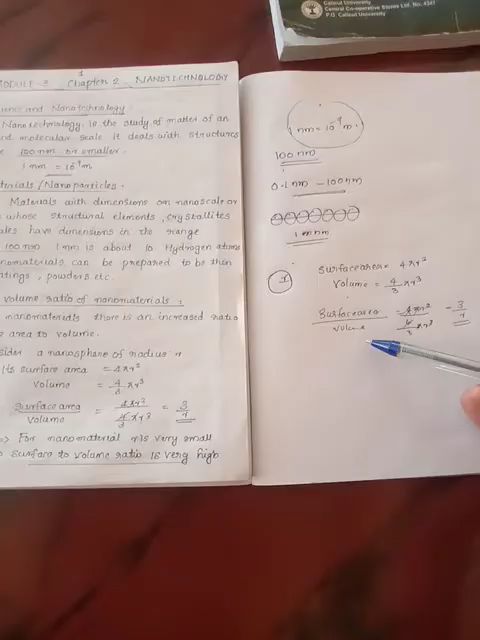 Calicut University
Central Co-operative Stores Ltd. No. 4347
P.O. Calicut University
MODULE-3 Chapter 2 NANOTECHNOLOGY
and Nanotechnology
Nanotechnology is the study of matter of an
molecular scale it deals with structures
100 nm or smaller.
1 nm = 10⁻⁹ m
/Nanoparticles.
Materials with dimensions on nanoscale or
whose structural elements, crystallites
have dimensions in the range
100 nm 1nm is about 10 Hydrogen atoms
can be prepared to be thin
powders etc.
volume ratio of nanomaterials:
nanomaterials there is an increased ratio
area to volume.
a nanosphere of radius r
Its surface area = 4πr²
Volume = 4/3 πr³
Surface area / Volume = 4πr² / 4/3 πr³ = 3/r
=> For nanomaterial r is very small
Surface to volume ratio is very high
1 nm = 10⁻⁹ m.
100 nm
0.1 nm - 100 nm
1 nm
Surface area = 4πr²
Volume = 4/3 πr³
Surface area / Volume = 4πr² / 4/3 πr³ = 3/r